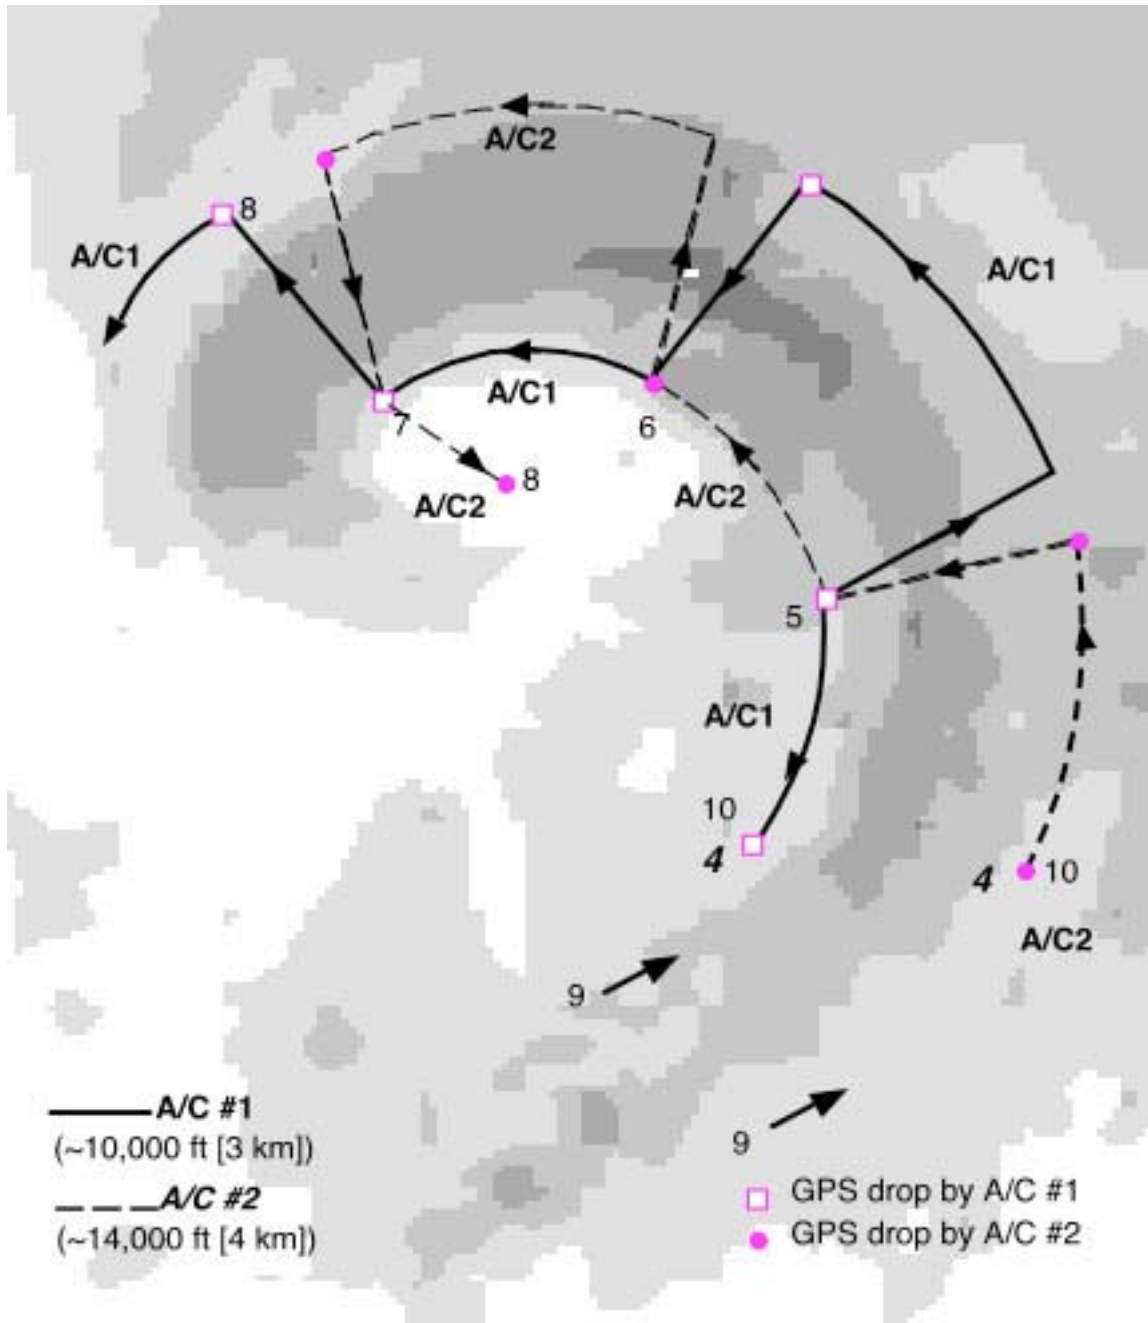 A/C2
8
A/C1
A/C1
A/C1
7
6
8
A/C2
A/C2
5
A/C1
10
4
4 10
A/C2
9
9
A/C #1
(~10,000 ft [3 km])
A/C #2
(~14,000 ft [4 km])
GPS drop by A/C #1
GPS drop by A/C #2